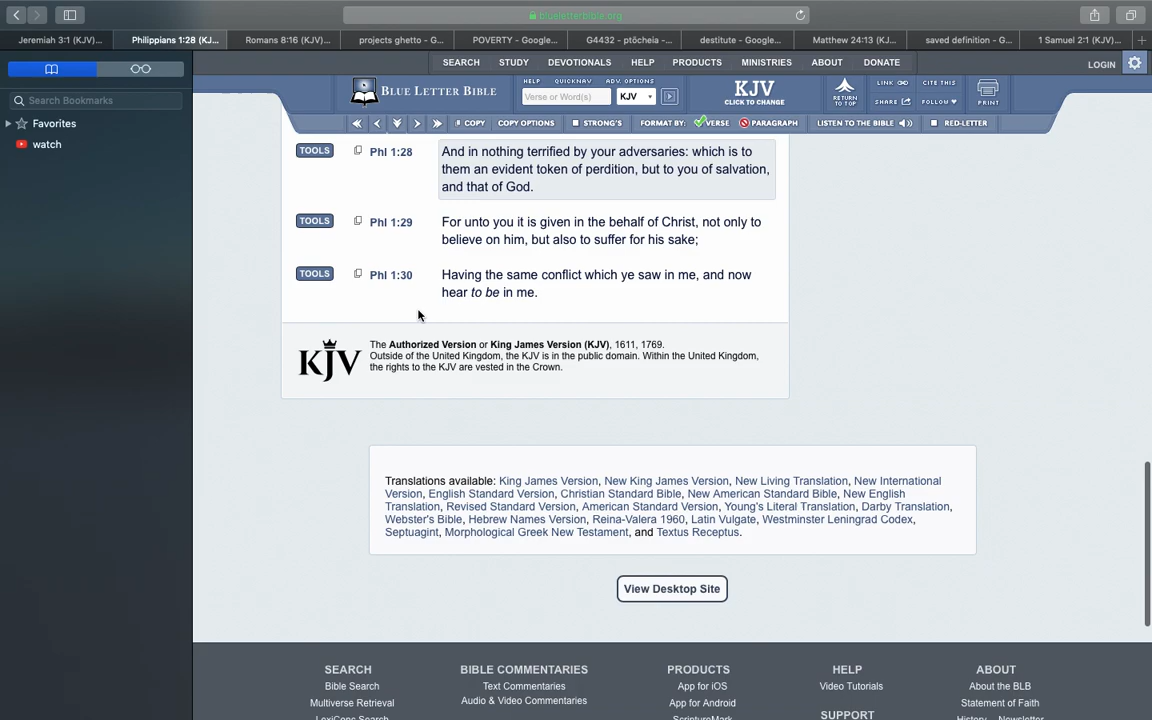 blueletterbible.org
Jeremiah 3:1 (KJV)...
Philippians 1:28 (KJ...
Romans 8:16 (KJV)...
projects ghetto - G...
POVERTY - Google...
G4432 - ptōcheia -...
destitute - Google...
Matthew 24:13 (KJ...
saved definition - G...
1 Samuel 2:1 (KJV)...
Search Bookmarks
Favorites
watch
SEARCH STUDY DEVOTIONALS HELP PRODUCTS MINISTRIES ABOUT DONATE
LOGIN
BLUE LETTER BIBLE
HELP QUICKNAV ADV. OPTIONS
Verse or Word(s) KJV
KJV
CLICK TO CHANGE
RETURN
TO TOP
LINK CITE THIS
SHARE FOLLOW
PRINT
COPY COPY OPTIONS STRONG'S FORMAT BY: VERSE PARAGRAPH LISTEN TO THE BIBLE RED-LETTER
TOOLS Phl 1:28 And in nothing terrified by your adversaries: which is to
them an evident token of perdition, but to you of salvation,
and that of God.
TOOLS Phl 1:29 For unto you it is given in the behalf of Christ, not only to
believe on him, but also to suffer for his sake;
TOOLS Phl 1:30 Having the same conflict which ye saw in me, and now
hear to be in me.
KJV
The Authorized Version or King James Version (KJV), 1611, 1769.
Outside of the United Kingdom, the KJV is in the public domain. Within the United Kingdom,
the rights to the KJV are vested in the Crown.
Translations available: King James Version, New King James Version, New Living Translation, New International
Version, English Standard Version, Christian Standard Bible, New American Standard Bible, New English
Translation, Revised Standard Version, American Standard Version, Young's Literal Translation, Darby Translation,
Webster's Bible, Hebrew Names Version, Reina-Valera 1960, Latin Vulgate, Westminster Leningrad Codex,
Septuagint, Morphological Greek New Testament, and Textus Receptus.
View Desktop Site
SEARCH BIBLE COMMENTARIES PRODUCTS HELP ABOUT
Bible Search Text Commentaries App for iOS Video Tutorials About the BLB
Multiverse Retrieval Audio & Video Commentaries App for Android Statement of Faith
LexiConc Search ScriptureMark SUPPORT History Newsletter